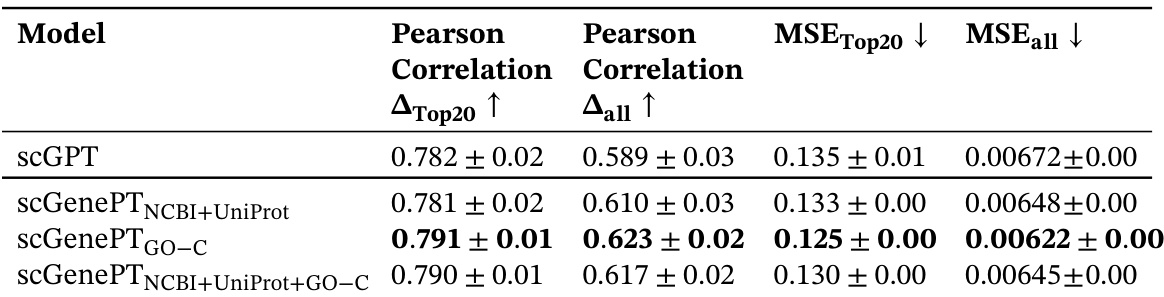 Model Pearson Correlation Δ_Top20 ↑ Pearson Correlation Δ_all ↑ MSE_Top20 ↓ MSE_all ↓
scGPT 0.782 ± 0.02 0.589 ± 0.03 0.135 ± 0.01 0.00672±0.00
scGenePT_NCBI+UniProt 0.781 ± 0.02 0.610 ± 0.03 0.133 ± 0.00 0.00648±0.00
scGenePT_GO−C 0.791 ± 0.01 0.623 ± 0.02 0.125 ± 0.00 0.00622 ± 0.00
scGenePT_NCBI+UniProt+GO−C 0.790 ± 0.01 0.617 ± 0.02 0.130 ± 0.00 0.00645±0.00